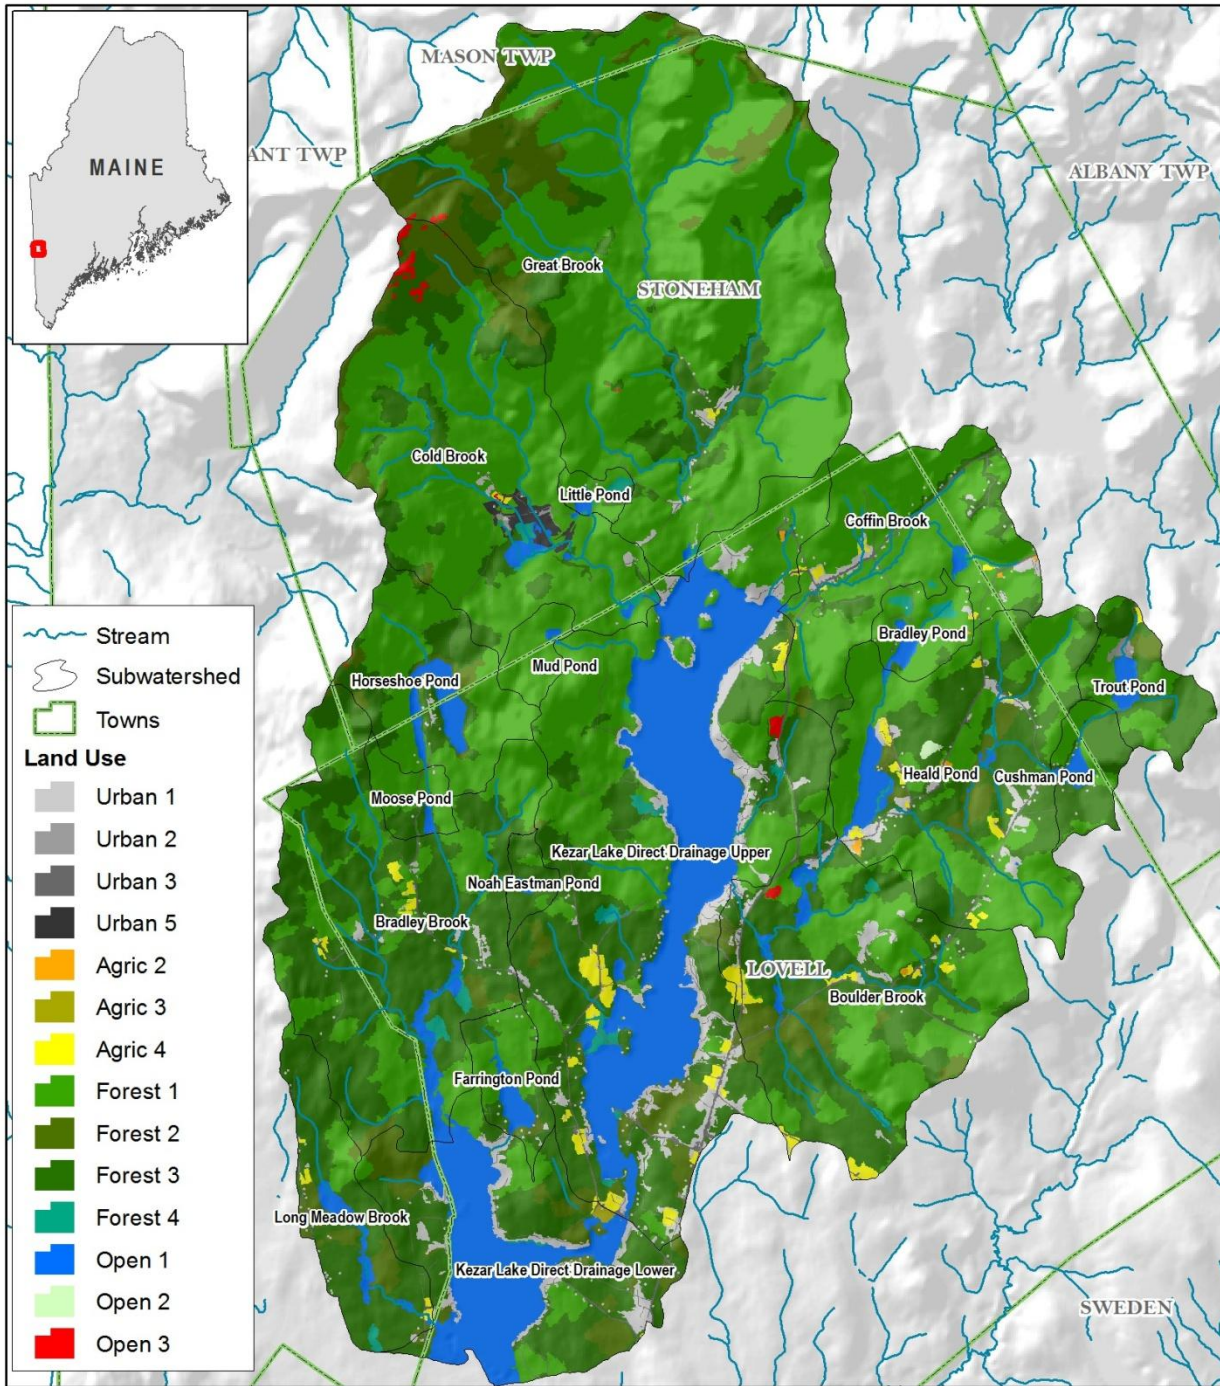 MAINE
MASON TWP
ANT TWP
ALBANY TWP
Great Brook
STONEHAM
Cold Brook
Little Pond
Coffin Brook
Bradley Pond
Mud Pond
Horseshoe Pond
Trout Pond
Heald Pond
Cushman Pond
Moose Pond
Kezar Lake Direct Drainage Upper
Noah Eastman Pond
Bradley Brook
LOVELL
Boulder Brook
Farrington Pond
Long Meadow Brook
Kezar Lake Direct Drainage Lower
SWEDEN
Stream
Subwatershed
Towns
Land Use
Urban 1
Urban 2
Urban 3
Urban 5
Agric 2
Agric 3
Agric 4
Forest 1
Forest 2
Forest 3
Forest 4
Open 1
Open 2
Open 3